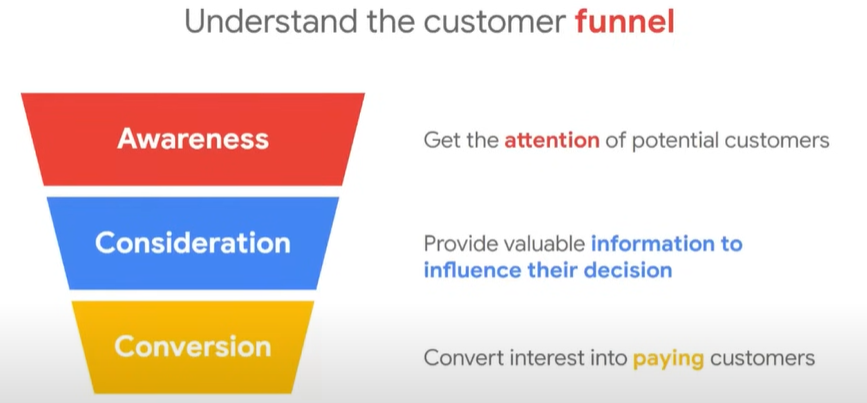 Understand the customer funnel
Awareness
Get the attention of potential customers
Consideration
Provide valuable information to
influence their decision
Conversion
Convert interest into paying customers